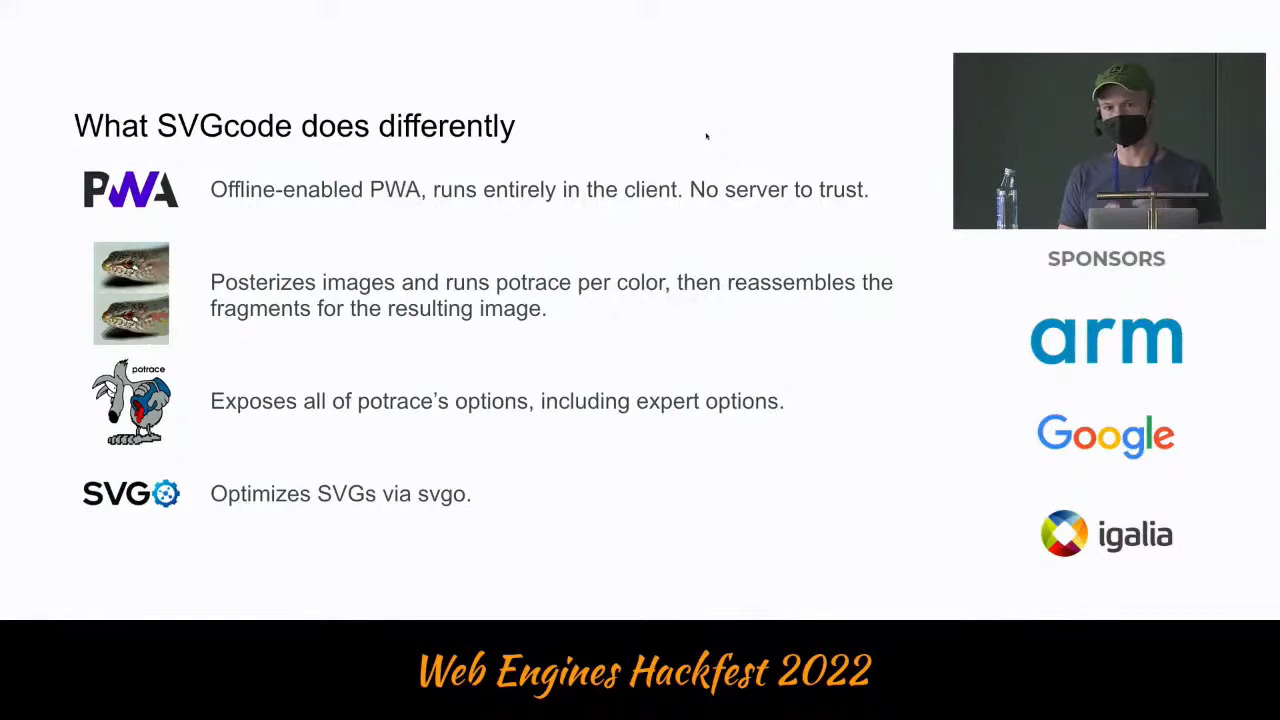 What SVGcode does differently
PWA
Offline-enabled PWA, runs entirely in the client. No server to trust.
Posterizes images and runs potrace per color, then reassembles the
fragments for the resulting image.
potrace
Exposes all of potrace's options, including expert options.
SVGO
Optimizes SVGs via svgo.
SPONSORS
arm
Google
igalia
Web Engines Hackfest 2022